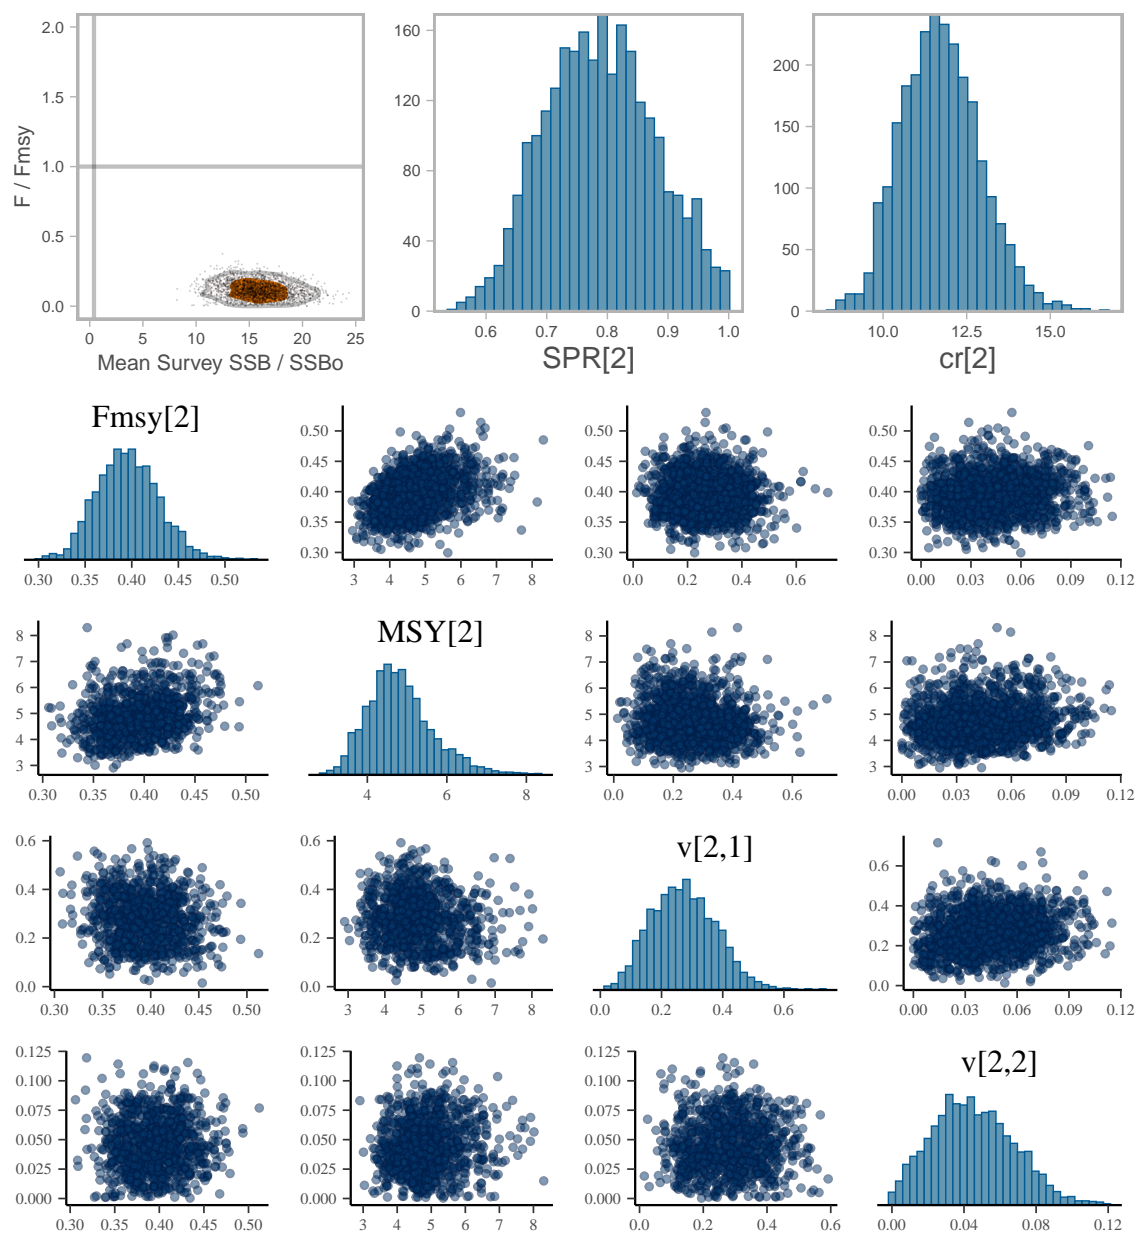 2.0
1.5
1.0
0.5
0.0
F / Fmsy
0 5 10 15 20 25
Mean Survey SSB / SSBo
160
120
80
40
0
0.6 0.7 0.8 0.9 1.0
SPR[2]
200
150
100
50
0
10.0 12.5 15.0
cr[2]
Fmsy[2]
0.30 0.35 0.40 0.45 0.50
0.50
0.45
0.40
0.35
0.30
3 4 5 6 7 8
0.50
0.45
0.40
0.35
0.30
0.0 0.2 0.4 0.6
0.50
0.45
0.40
0.35
0.30
0.00 0.03 0.06 0.09 0.12
8
7
6
5
4
3
0.30 0.35 0.40 0.45 0.50
MSY[2]
4 6 8
8
7
6
5
4
3
0.0 0.2 0.4 0.6
8
7
6
5
4
3
0.00 0.03 0.06 0.09 0.12
0.6
0.4
0.2
0.0
0.30 0.35 0.40 0.45 0.50
0.6
0.4
0.2
0.0
3 4 5 6 7 8
v[2,1]
0.0 0.2 0.4 0.6
0.6
0.4
0.2
0.0
0.00 0.03 0.06 0.09 0.12
0.125
0.100
0.075
0.050
0.025
0.000
0.30 0.35 0.40 0.45 0.50
0.125
0.100
0.075
0.050
0.025
0.000
3 4 5 6 7 8
0.125
0.100
0.075
0.050
0.025
0.000
0.0 0.2 0.4 0.6
v[2,2]
0.00 0.04 0.08 0.12